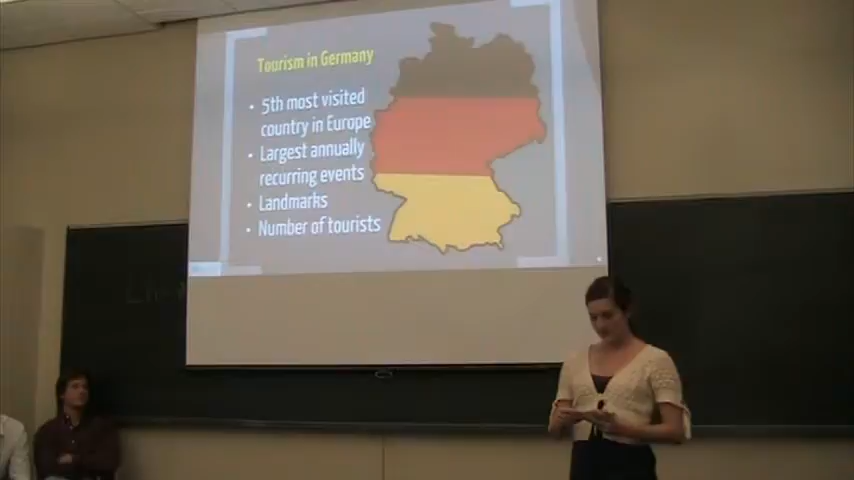 Tourism in Germany
• 5th most visited
country in Europe
• Largest annually
recurring events
• Landmarks
• Number of tourists